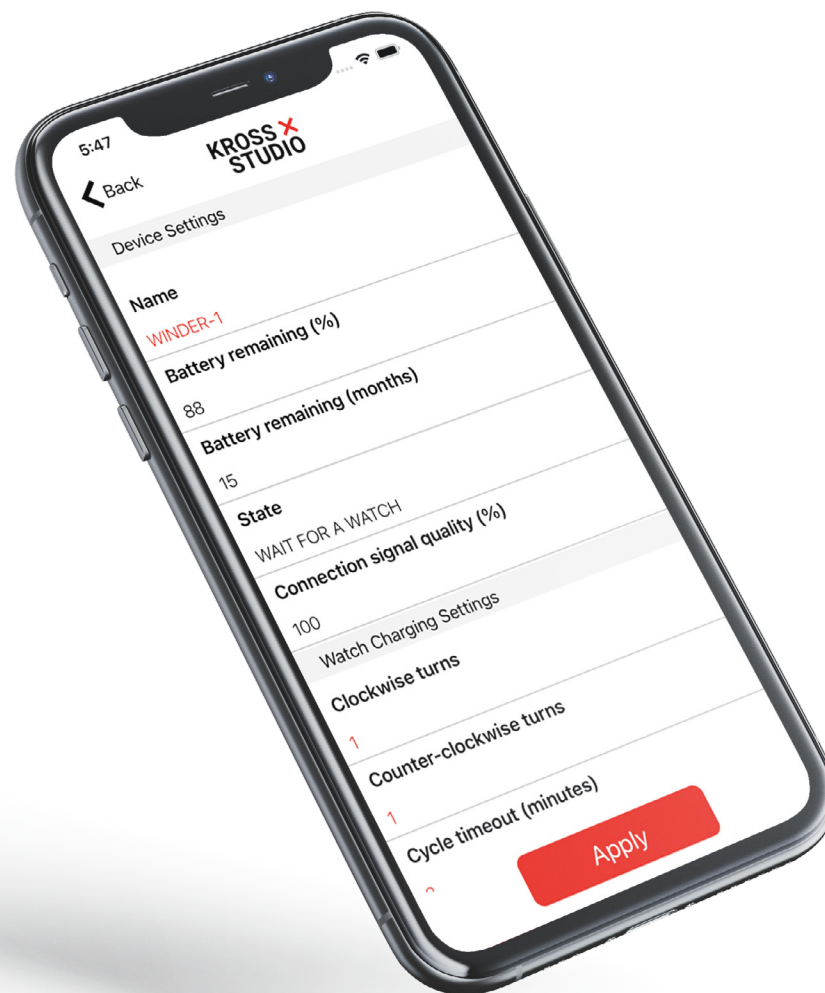 5:47
KROSS
STUDIO
Back
Device Settings
Name
WINDER-1
Battery remaining (%)
88
Battery remaining (months)
15
State
WAIT FOR A WATCH
Connection signal quality (%)
100
Watch Charging Settings
Clockwise turns
1
Counter-clockwise turns
1
Cycle timeout (minutes)
Apply